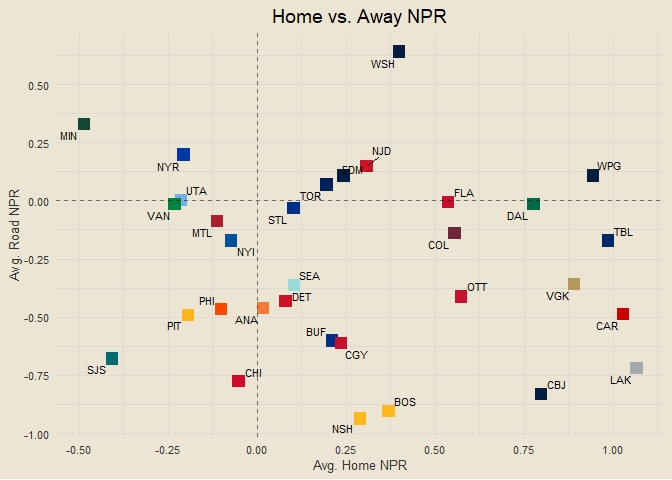 Home vs. Away NPR
WSH
0.50
MIN
0.25
NJD
NYR
EDM
WPG
UTA
TOR
FLA
0.00
VAN
STL
DAL
MTL
TBL
NYI
COL
Avg. Road NPR
-0.25
SEA
OTT
VGK
PHI
DET
ANA
PIT
CAR
-0.50
BUF
CGY
SJS
CHI
LAK
-0.75
CBJ
BOS
NSH
-1.00
-0.50 -0.25 0.00 0.25 0.50 0.75 1.00
Avg. Home NPR